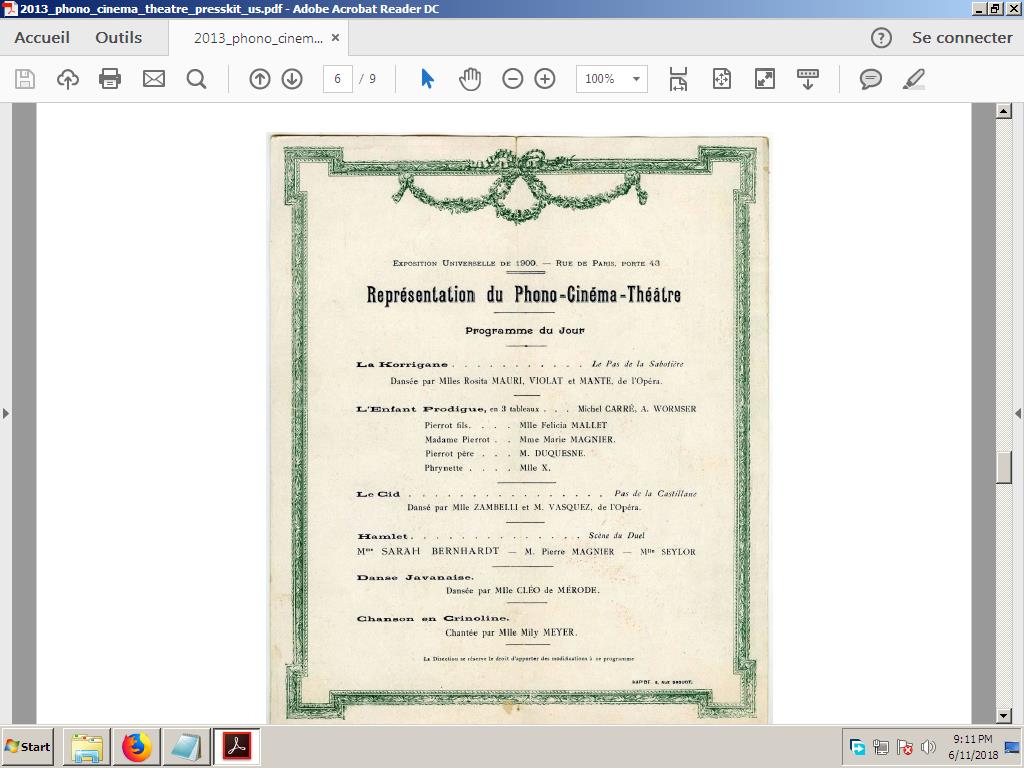 2013_phono_cinema_theatre_presskit_us.pdf - Adobe Acrobat Reader DC
Accueil Outils 2013_phono_cinem... × ? Se connecter
6 / 9 100%
Exposition Universelle de 1900. — Rue de Paris, porte 43
Représentation du Phono-Cinéma-Théâtre
Programme du Jour
La Korrigane . . . . . . . . . . . Le Pas de la Sabotière
Dansée par Mlles Rosita MAURI, VIOLAT et MANTE, de l'Opéra.
L'Enfant Prodigue, en 3 tableaux . . . Michel CARRÉ, A. WORMSER
Pierrot fils. . . . Mlle Felicia MALLET
Madame Pierrot . . Mme Marie MAGNIER.
Pierrot père . . . M. DUQUESNE.
Phrynette . . . . Mlle X.
Le Cid . . . . . . . . . . . . . . . . Pas de la Castillane
Dansé par Mlle ZAMBELLI et M. VASQUEZ, de l'Opéra.
Hamlet . . . . . . . . . . . . . . Scène du Duel
Mme SARAH BERNHARDT — M. Pierre MAGNIER — Mlle SEYLOR
Danse Javanaise.
Dansée par Mlle CLÉO de MÉRODE.
Chanson en Crinoline.
Chantée par Mlle Mily MEYER.
La Direction se réserve le droit d'apporter des modifications à ce programme
Start 9:11 PM
6/11/2018